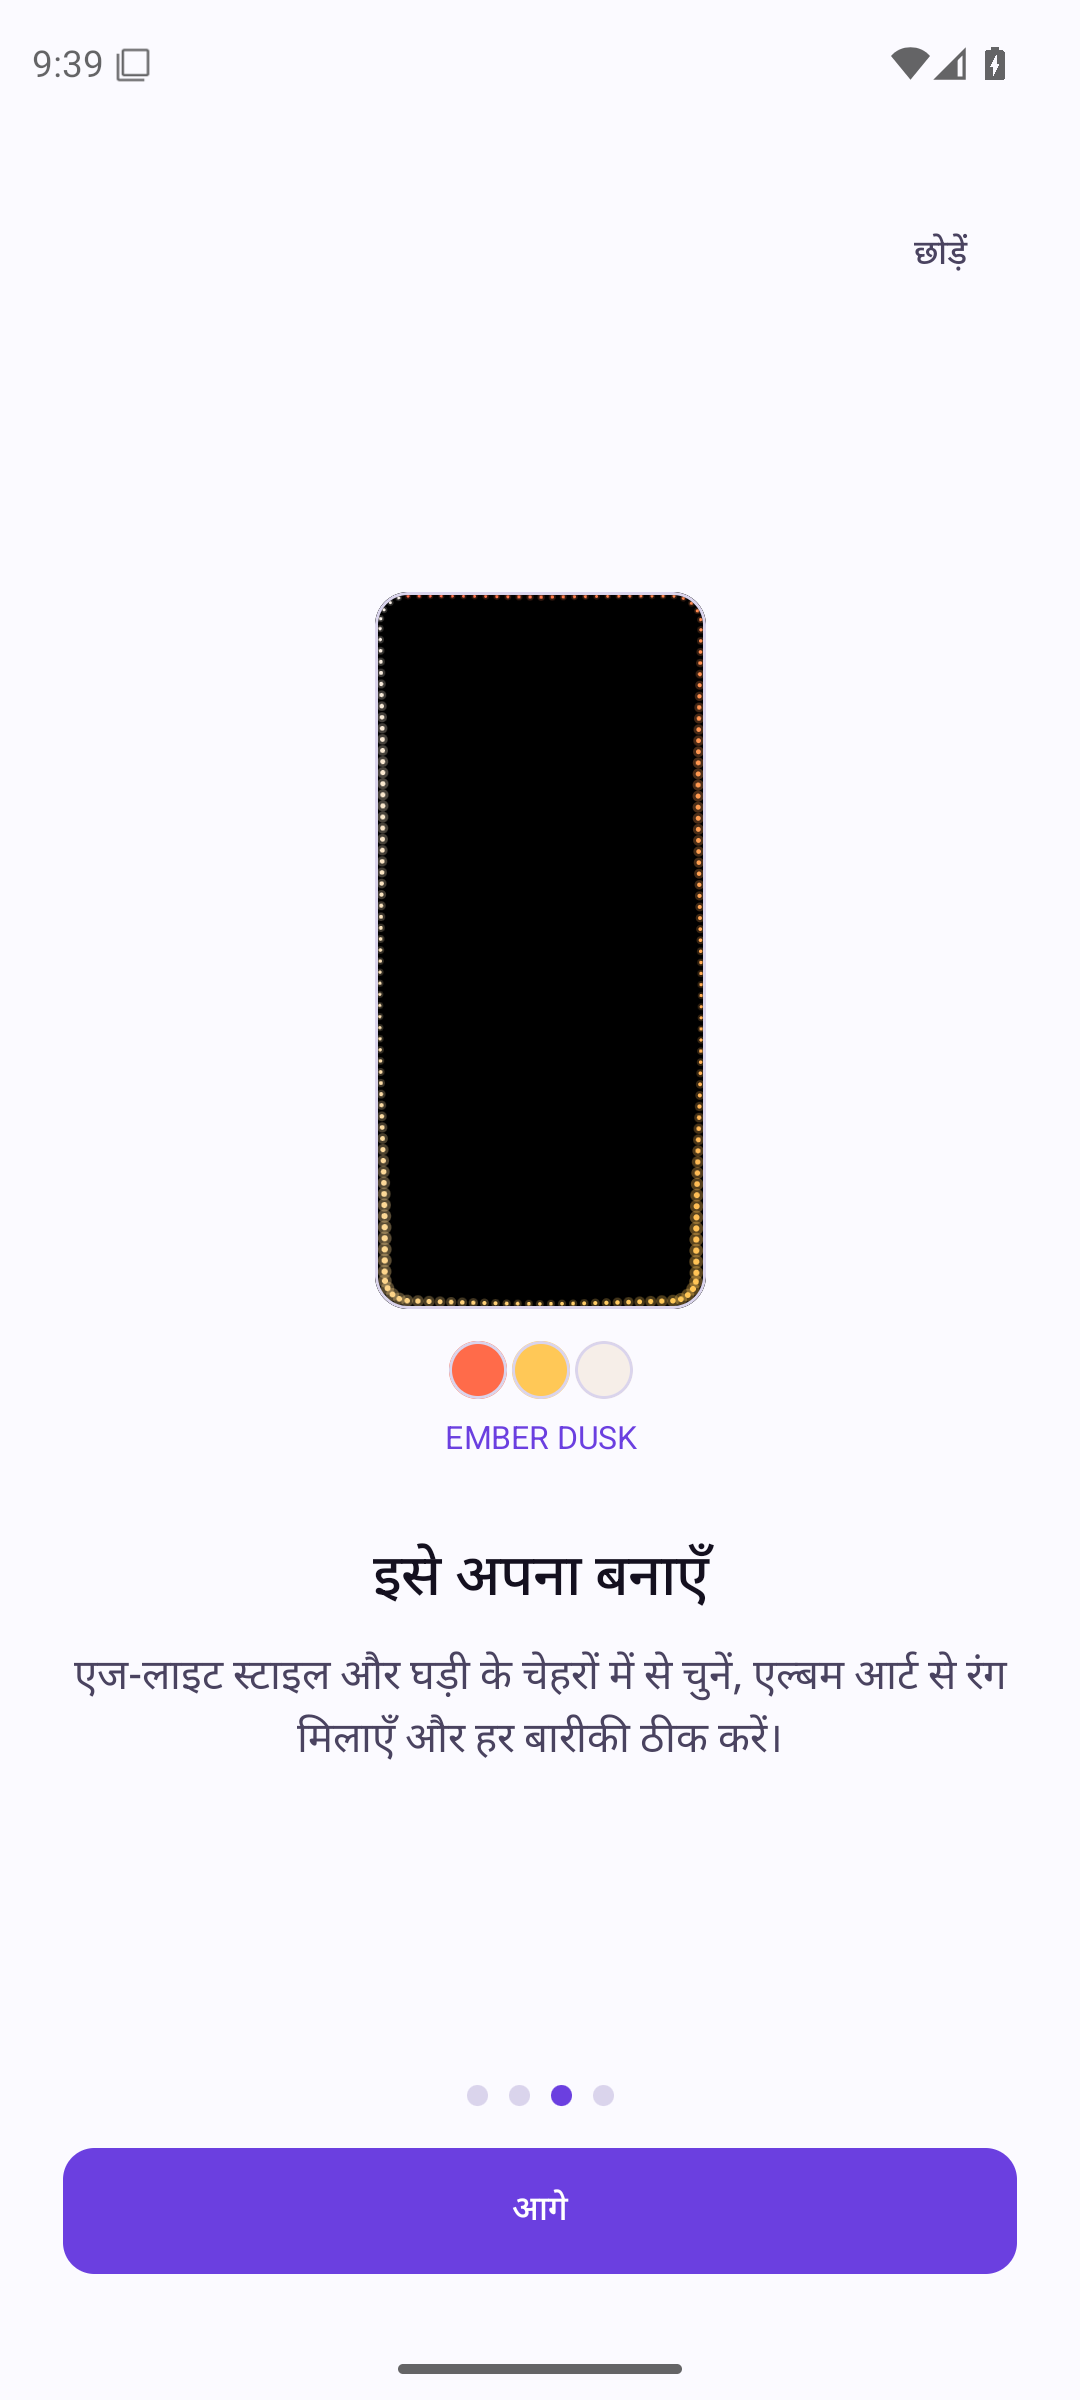 9:39
छोड़ें
EMBER DUSK
इसे अपना बनाएँ
एज-लाइट स्टाइल और घड़ी के चेहरों में से चुनें, एल्बम आर्ट से रंग
मिलाएँ और हर बारीकी ठीक करें।
आगे